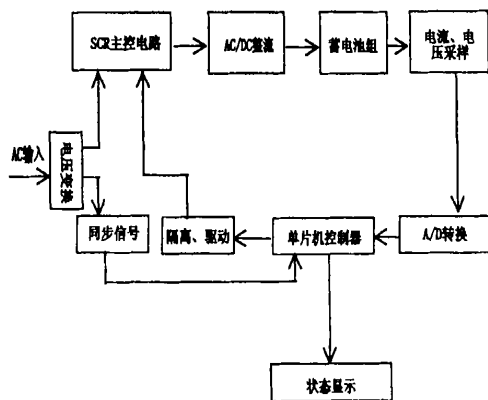 SCR主控电路
AC/DC整流
蓄电池组
电流、电
压采样
AC输入
电压变换
同步信号
隔离、驱动
单片机控制器
A/D转换
状态显示